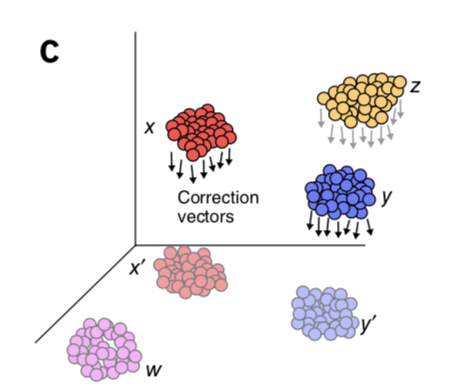 C
z
x
y
Correction
vectors
x′
y′
w